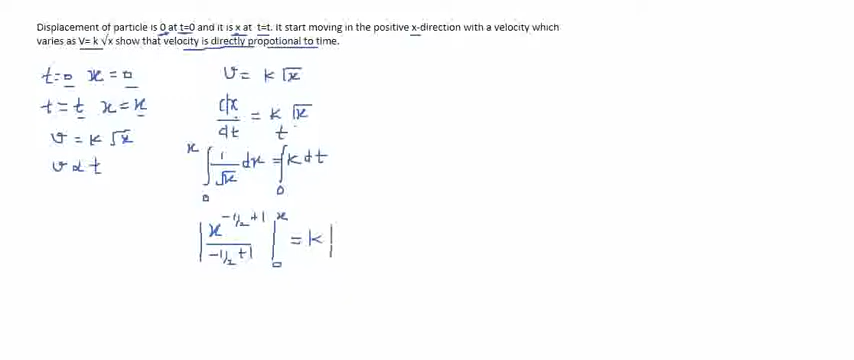 Displacement of particle is 0 at t=0 and it is x at t=t. It start moving in the positive x-direction with a velocity which
varies as V= k √x show that velocity is directly propotional to time.
t=0 x=0
t=t x=x
v=k√x
v∝t
v= k√x
dx/dt = k√x
∫₀ˣ 1/√x dx = ∫₀ᵗ k dt
| x^(-1/2+1) / (-1/2+1) |₀ˣ = k|